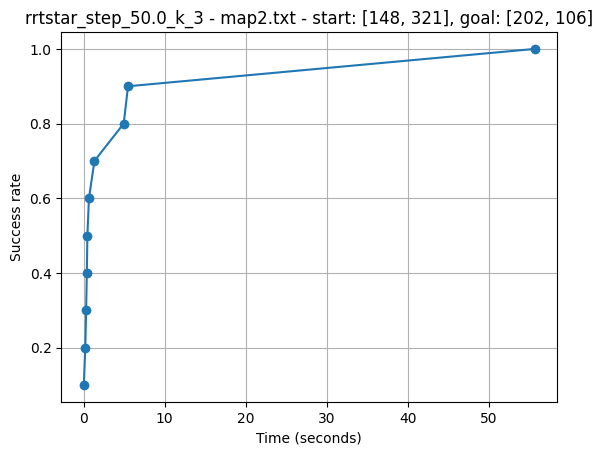 rrtstar_step_50.0_k_3 - map2.txt - start: [148, 321], goal: [202, 106]
1.0
0.8
0.6
0.4
0.2
Success rate
0 10 20 30 40 50
Time (seconds)